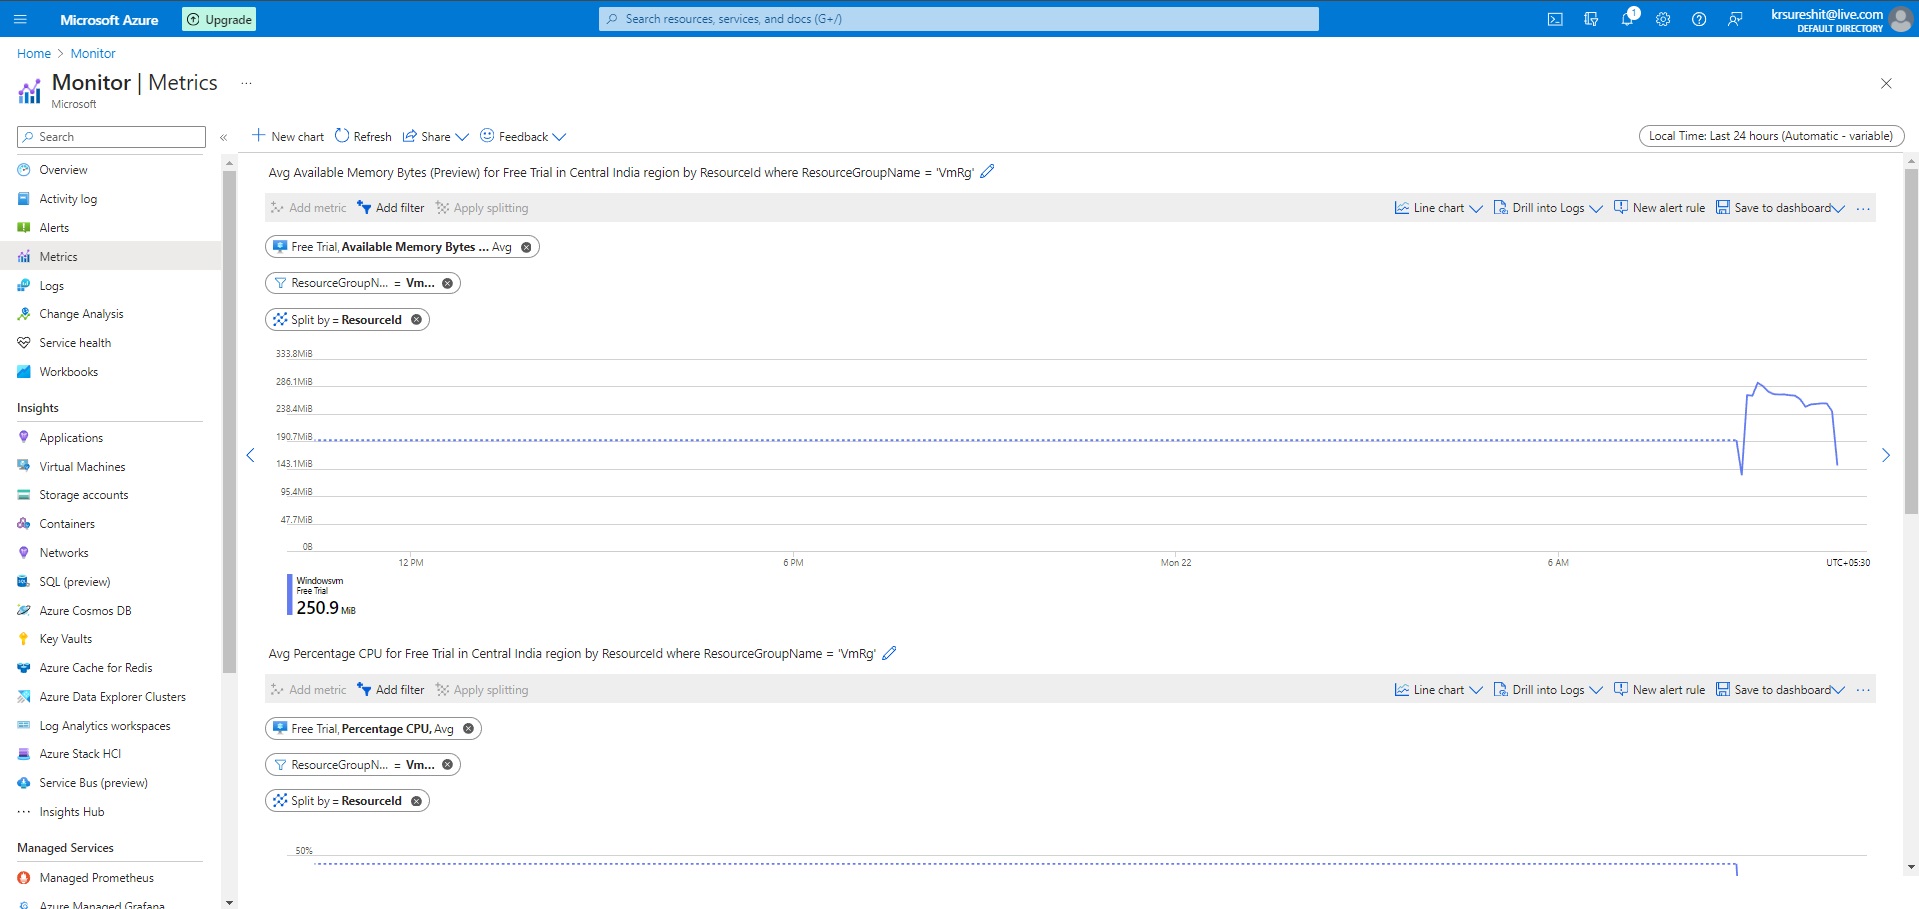 Microsoft Azure
Upgrade
Search resources, services, and docs (G+/)
1
krsureshit@live.com
DEFAULT DIRECTORY
Home > Monitor
Monitor | Metrics ...
Microsoft
Search
«
New chart Refresh Share Feedback
Local Time: Last 24 hours (Automatic - variable)
Overview
Activity log
Alerts
Metrics
Logs
Change Analysis
Service health
Workbooks
Insights
Applications
Virtual Machines
Storage accounts
Containers
Networks
SQL (preview)
Azure Cosmos DB
Key Vaults
Azure Cache for Redis
Azure Data Explorer Clusters
Log Analytics workspaces
Azure Stack HCI
Service Bus (preview)
Insights Hub
Managed Services
Managed Prometheus
Azure Managed Grafana
Avg Available Memory Bytes (Preview) for Free Trial in Central India region by ResourceId where ResourceGroupName = 'VmRg'
Add metric Add filter Apply splitting
Line chart Drill into Logs New alert rule Save to dashboard ...
Free Trial, Available Memory Bytes ... Avg
ResourceGroupN... = Vm...
Split by = ResourceId
333.8MiB
286.1MiB
238.4MiB
190.7MiB
143.1MiB
95.4MiB
47.7MiB
0B
12 PM 6 PM Mon 22 6 AM UTC+05:30
Windowsvm
Free Trial
250.9 MiB
Avg Percentage CPU for Free Trial in Central India region by ResourceId where ResourceGroupName = 'VmRg'
Add metric Add filter Apply splitting
Line chart Drill into Logs New alert rule Save to dashboard ...
Free Trial, Percentage CPU, Avg
ResourceGroupN... = Vm...
Split by = ResourceId
50%